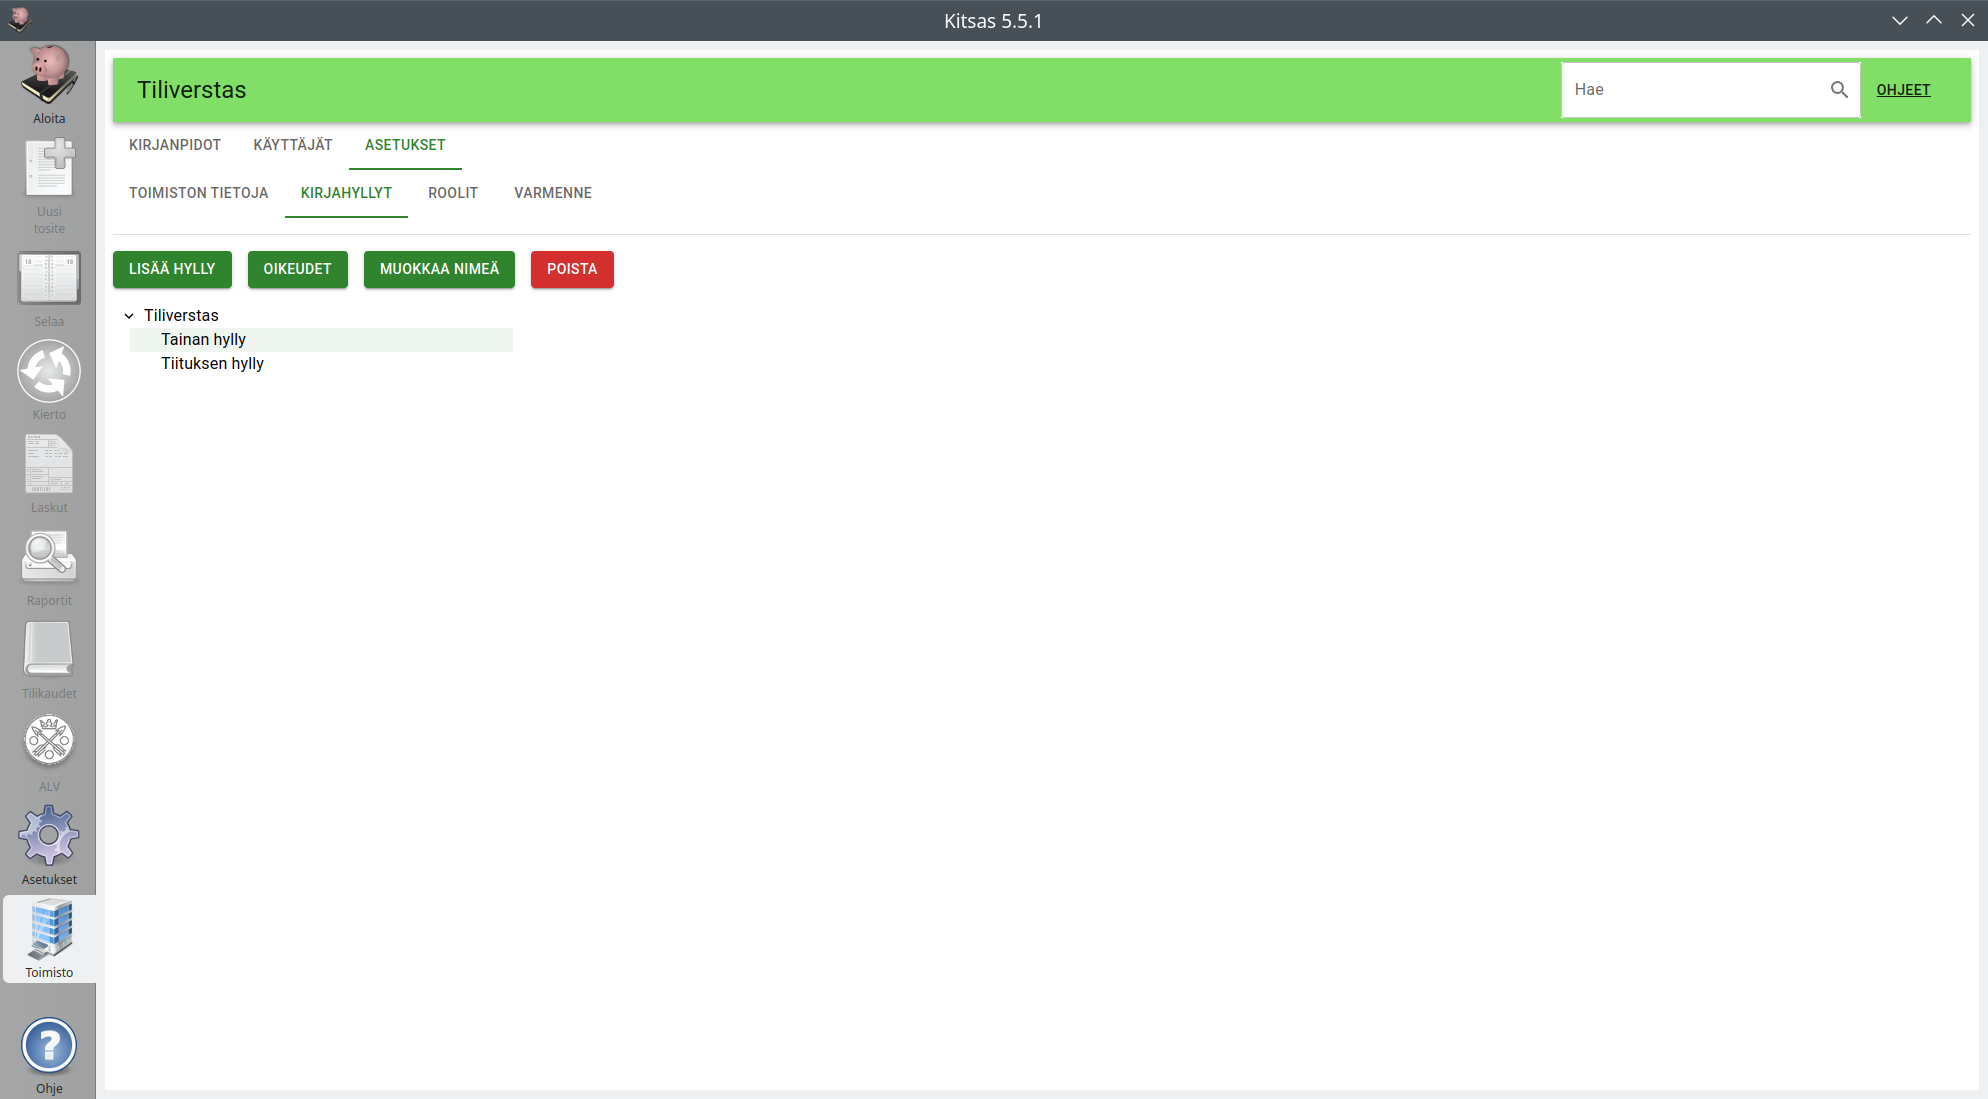 Kitsas 5.5.1
Aloita
Uusi
tosite
Selaa
Kierto
Laskut
Raportit
Tilikaudet
ALV
Asetukset
Toimisto
Ohje
Tiliverstas
Hae
OHJEET
KIRJANPIDOT KÄYTTÄJÄT ASETUKSET
TOIMISTON TIETOJA KIRJAHYLLYT ROOLIT VARMENNE
LISÄÄ HYLLY OIKEUDET MUOKKAA NIMEÄ POISTA
Tiliverstas
Tainan hylly
Tiituksen hylly